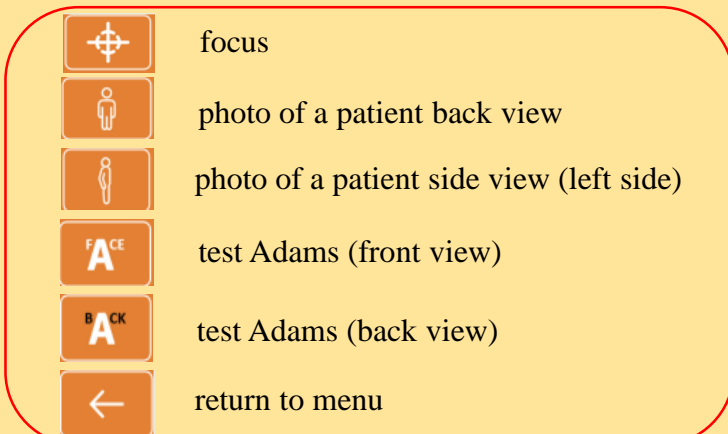 focus
photo of a patient back view
photo of a patient side view (left side)
FACE
test Adams (front view)
BACK
test Adams (back view)
return to menu